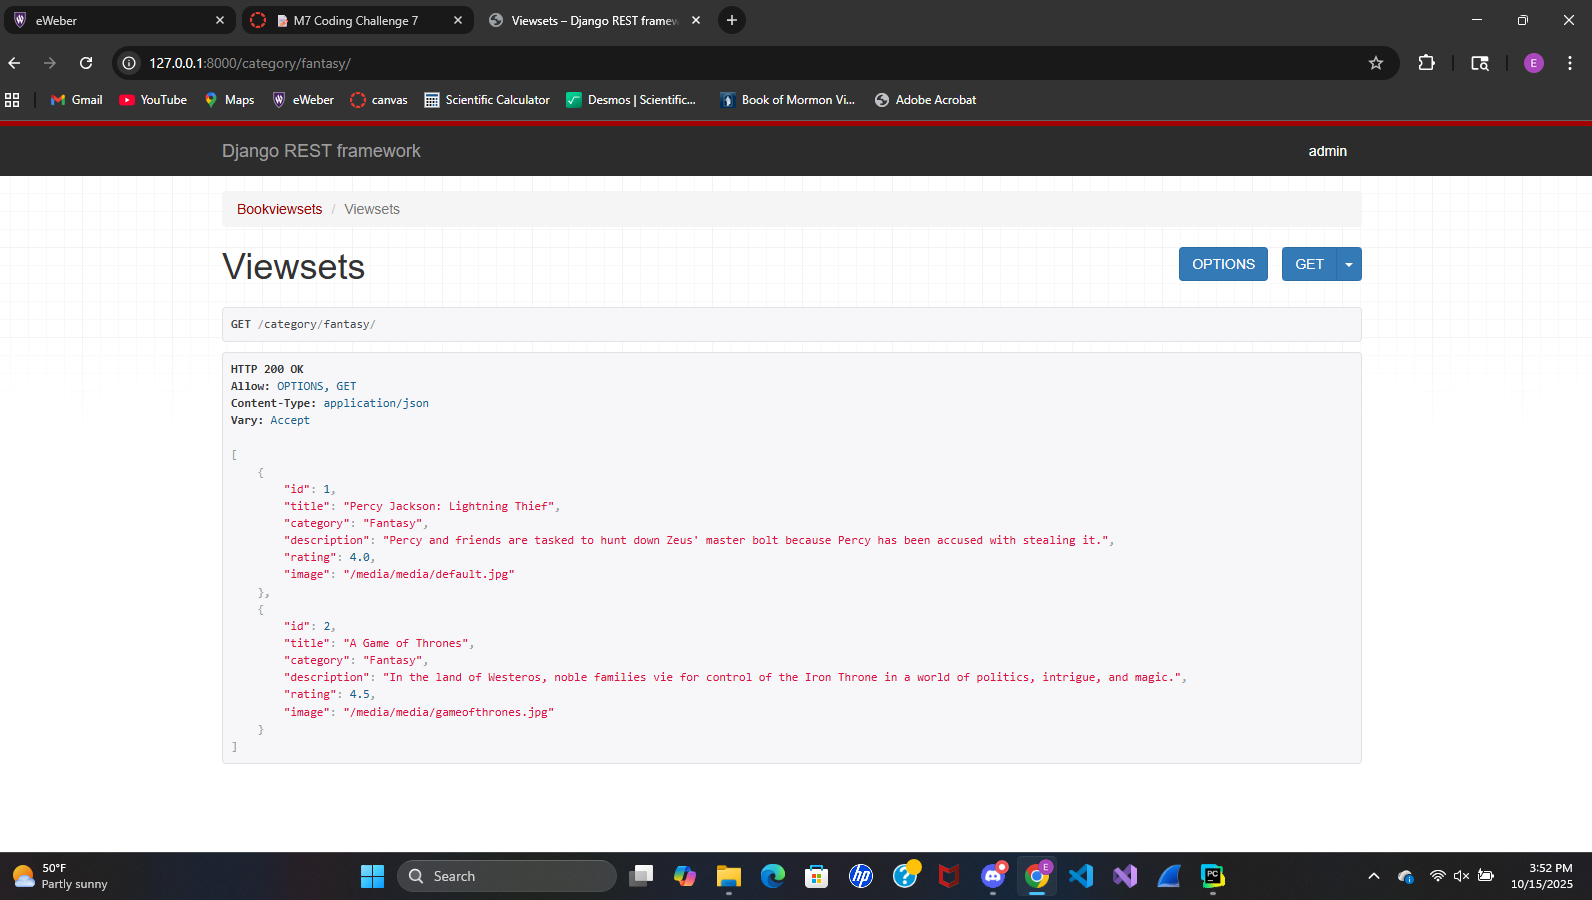 eWeber
M7 Coding Challenge 7
Viewsets – Django REST framew
127.0.0.1:8000/category/fantasy/
E
Gmail
YouTube
Maps
eWeber
canvas
Scientific Calculator
Desmos | Scientific...
Book of Mormon Vi...
Adobe Acrobat
Django REST framework
admin
Bookviewsets / Viewsets
Viewsets
OPTIONS
GET
GET /category/fantasy/
HTTP 200 OK
Allow: OPTIONS, GET
Content-Type: application/json
Vary: Accept
[
{
"id": 1,
"title": "Percy Jackson: Lightning Thief",
"category": "Fantasy",
"description": "Percy and friends are tasked to hunt down Zeus' master bolt because Percy has been accused with stealing it.",
"rating": 4.0,
"image": "/media/media/default.jpg"
},
{
"id": 2,
"title": "A Game of Thrones",
"category": "Fantasy",
"description": "In the land of Westeros, noble families vie for control of the Iron Throne in a world of politics, intrigue, and magic.",
"rating": 4.5,
"image": "/media/media/gameofthrones.jpg"
}
]
50°F
Partly sunny
Search
hp
E
PC
3:52 PM
10/15/2025